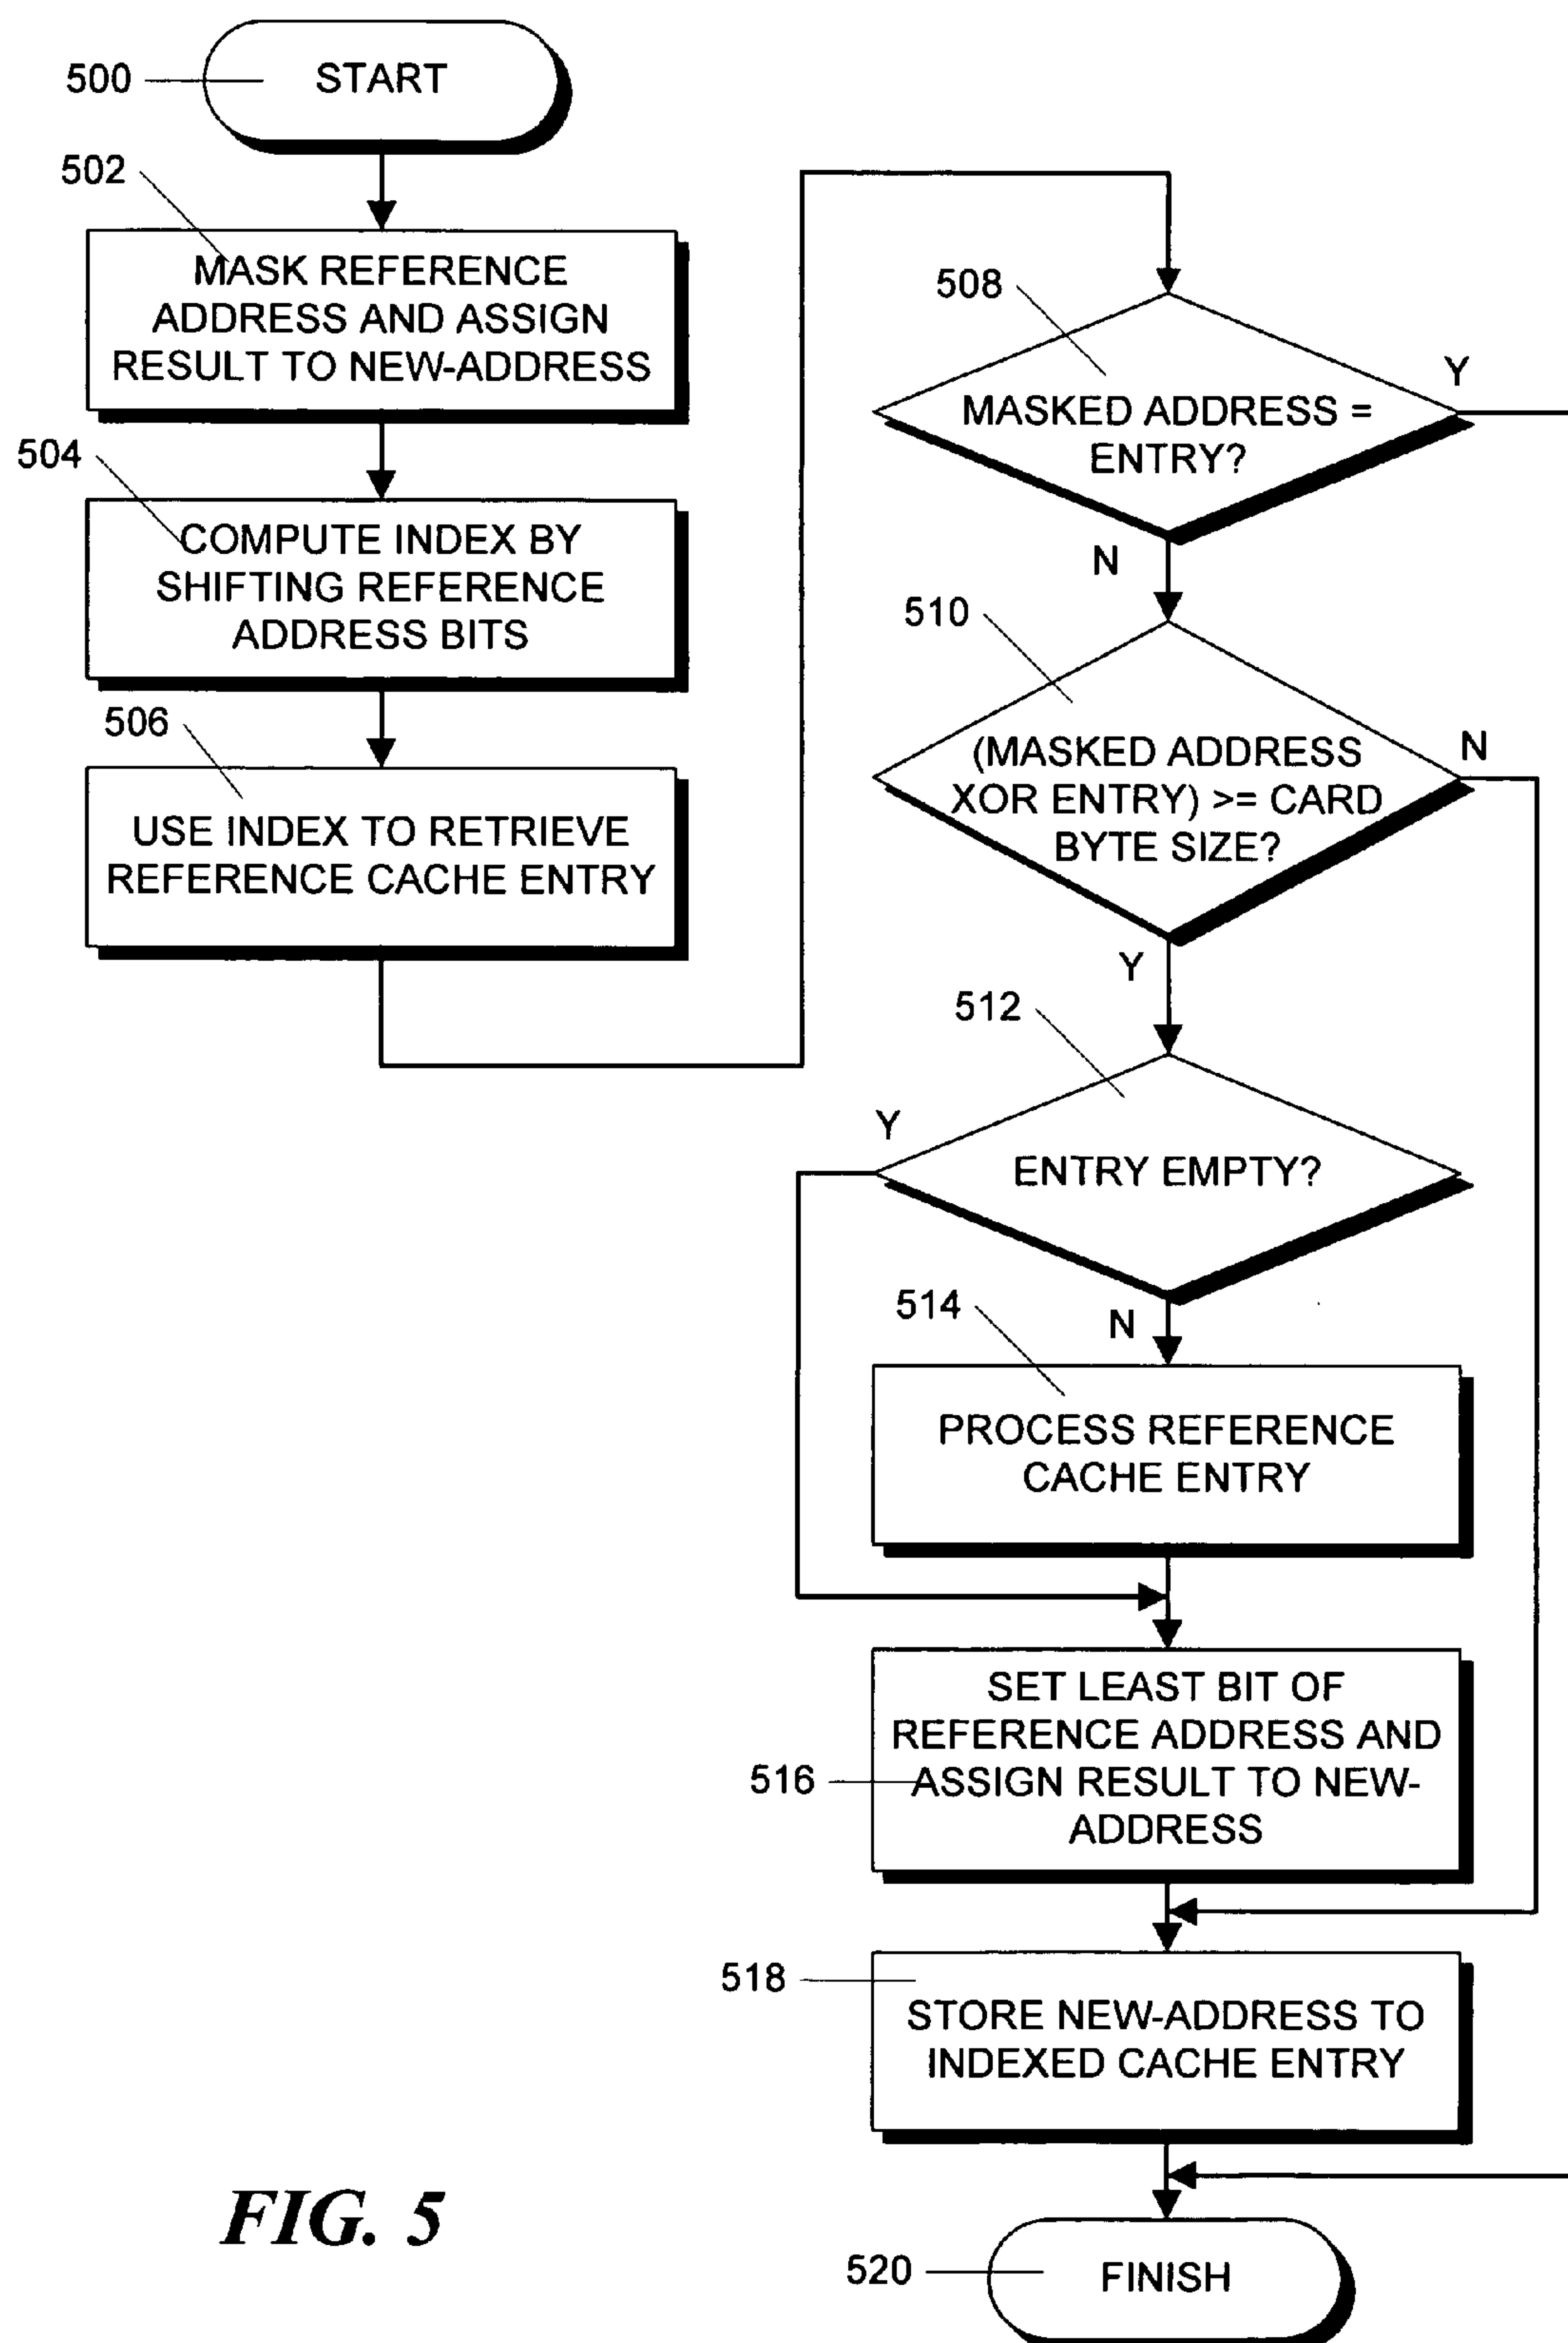 500
START
502
MASK REFERENCE
ADDRESS AND ASSIGN
RESULT TO NEW-ADDRESS
504
COMPUTE INDEX BY
SHIFTING REFERENCE
ADDRESS BITS
506
USE INDEX TO RETRIEVE
REFERENCE CACHE ENTRY
508
MASKED ADDRESS =
ENTRY?
Y
N
510
(MASKED ADDRESS
XOR ENTRY) >= CARD
BYTE SIZE?
N
Y
512
ENTRY EMPTY?
Y
N
514
PROCESS REFERENCE
CACHE ENTRY
516
SET LEAST BIT OF
REFERENCE ADDRESS AND
ASSIGN RESULT TO NEW-
ADDRESS
518
STORE NEW-ADDRESS TO
INDEXED CACHE ENTRY
520
FINISH
FIG. 5